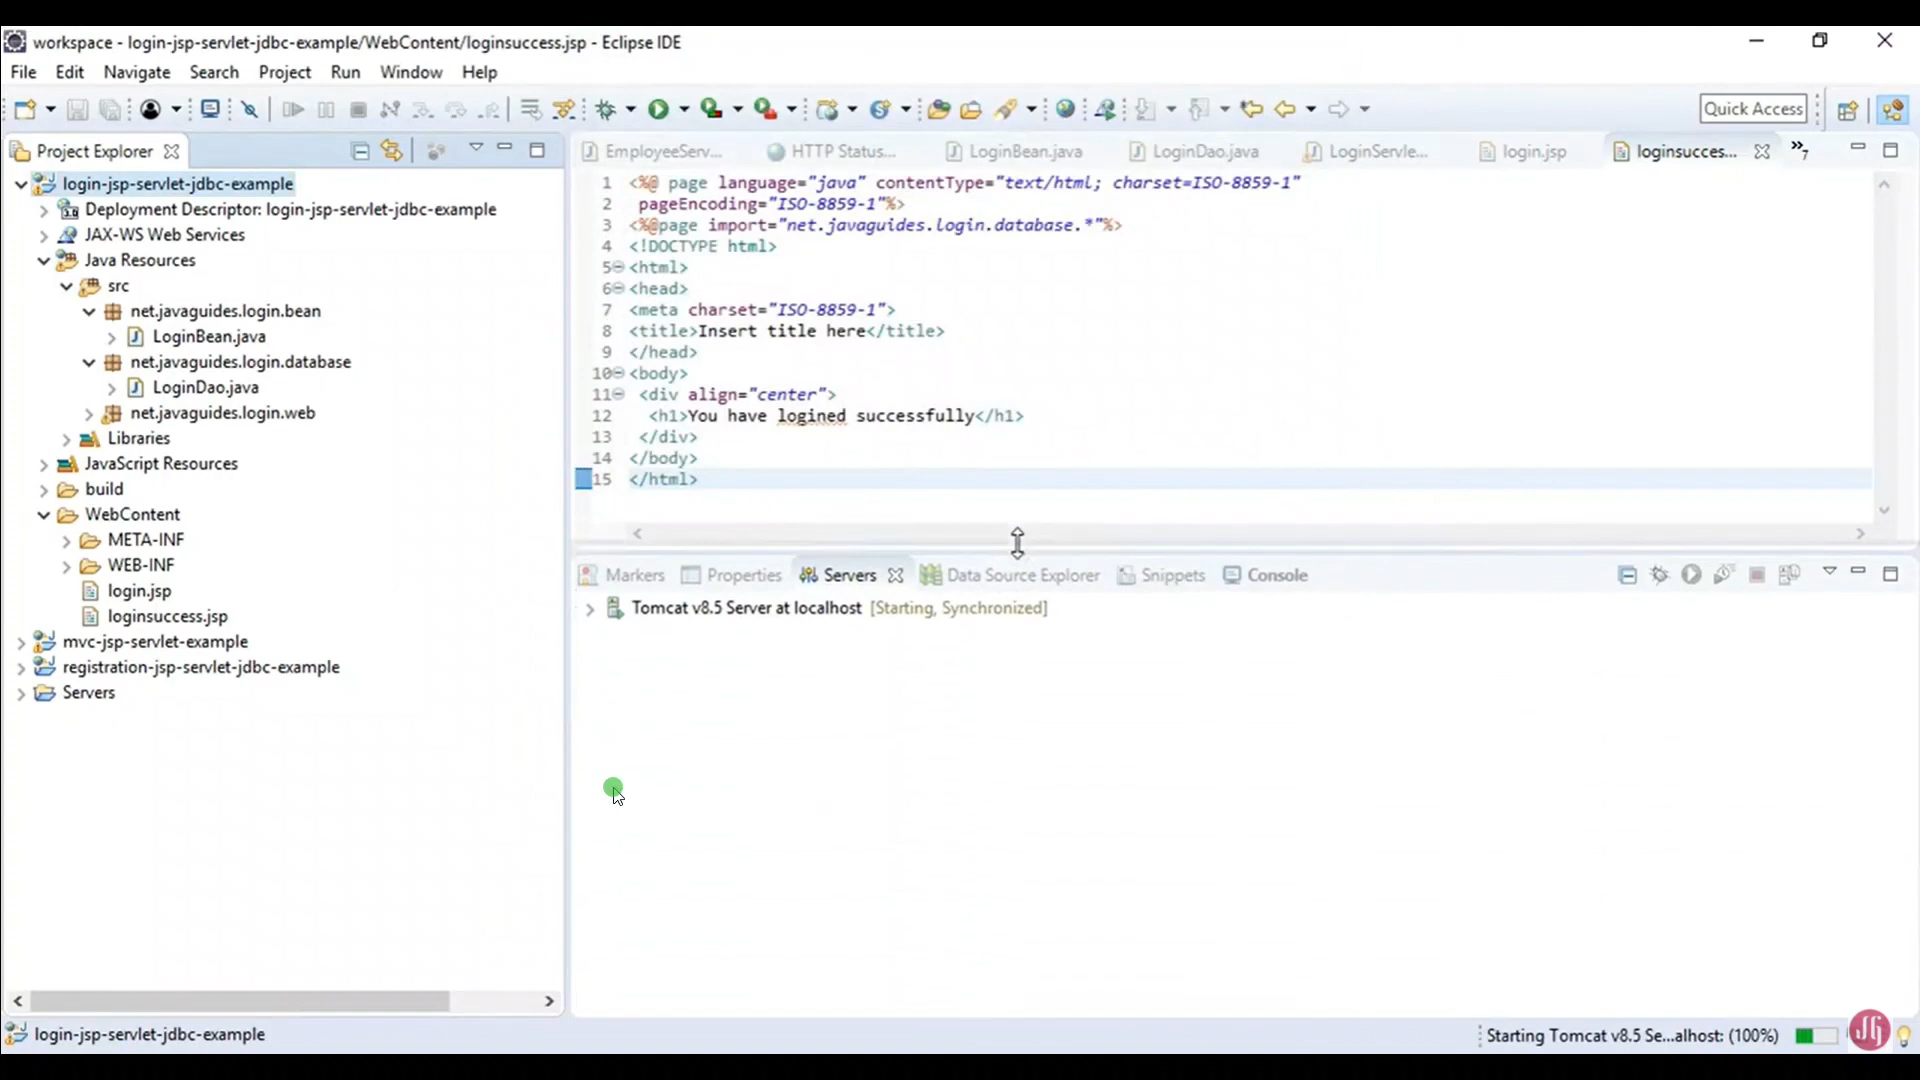 workspace - login-jsp-servlet-jdbc-example/WebContent/loginsuccess.jsp - Eclipse IDE
File Edit Navigate Search Project Run Window Help
Quick Access
Project Explorer
login-jsp-servlet-jdbc-example
Deployment Descriptor: login-jsp-servlet-jdbc-example
JAX-WS Web Services
Java Resources
src
net.javaguides.login.bean
LoginBean.java
net.javaguides.login.database
LoginDao.java
net.javaguides.login.web
Libraries
JavaScript Resources
build
WebContent
META-INF
WEB-INF
login.jsp
loginsuccess.jsp
mvc-jsp-servlet-example
registration-jsp-servlet-jdbc-example
Servers
EmployeeServ... HTTP Status... LoginBean.java LoginDao.java LoginServle... login.jsp loginsucces... »7
1 <%@ page language="java" contentType="text/html; charset=ISO-8859-1"
2 pageEncoding="ISO-8859-1"%>
3 <%@page import="net.javaguides.login.database.*"%>
4 <!DOCTYPE html>
5 <html>
6 <head>
7 <meta charset="ISO-8859-1">
8 <title>Insert title here</title>
9 </head>
10 <body>
11 <div align="center">
12 <h1>You have logined successfully</h1>
13 </div>
14 </body>
15 </html>
Markers Properties Servers Data Source Explorer Snippets Console
Tomcat v8.5 Server at localhost [Starting, Synchronized]
login-jsp-servlet-jdbc-example
Starting Tomcat v8.5 Se...alhost: (100%)
JG